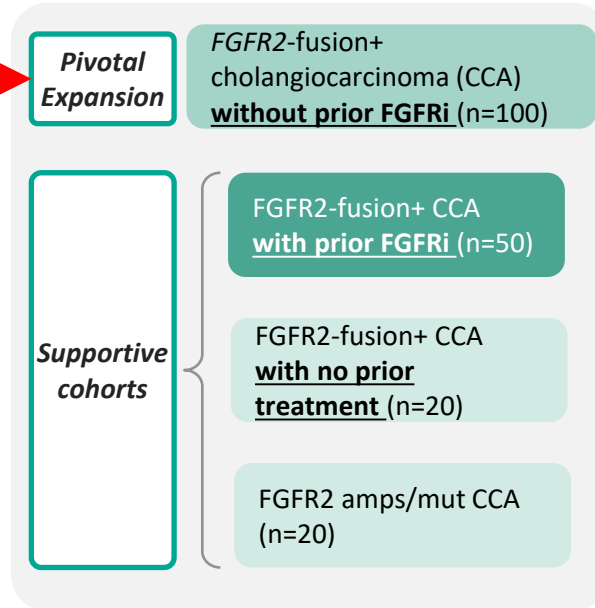 Pivotal
Expansion
FGFR2-fusion+
cholangiocarcinoma (CCA)
without prior FGFRi (n=100)
Supportive
cohorts
FGFR2-fusion+ CCA
with prior FGFRi (n=50)
FGFR2-fusion+ CCA
with no prior
treatment (n=20)
FGFR2 amps/mut CCA
(n=20)